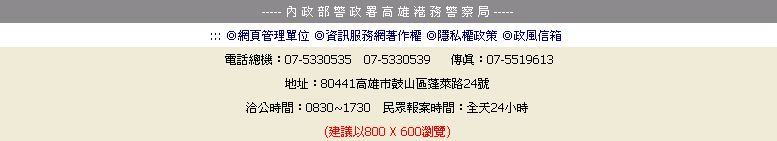 ----- 內政部警政署高雄港務警察局 -----
::: ◎網頁管理單位 ◎資訊服務網著作權 ◎隱私權政策 ◎政風信箱
電話總機：07-5330535 07-5330539 傳真：07-5519613
地址：80441高雄市鼓山區蓬萊路24號
洽公時間：0830~1730 民眾報案時間：全天24小時
(建議以800 X 600瀏覽)